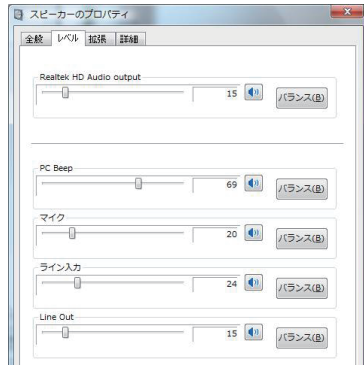 スピーカーのプロパティ
全般 レベル 拡張 詳細
Realtek HD Audio output
15 バランス(B)
PC Beep
69 バランス(B)
マイク
20 バランス(B)
ライン入力
24 バランス(B)
Line Out
15 バランス(B)